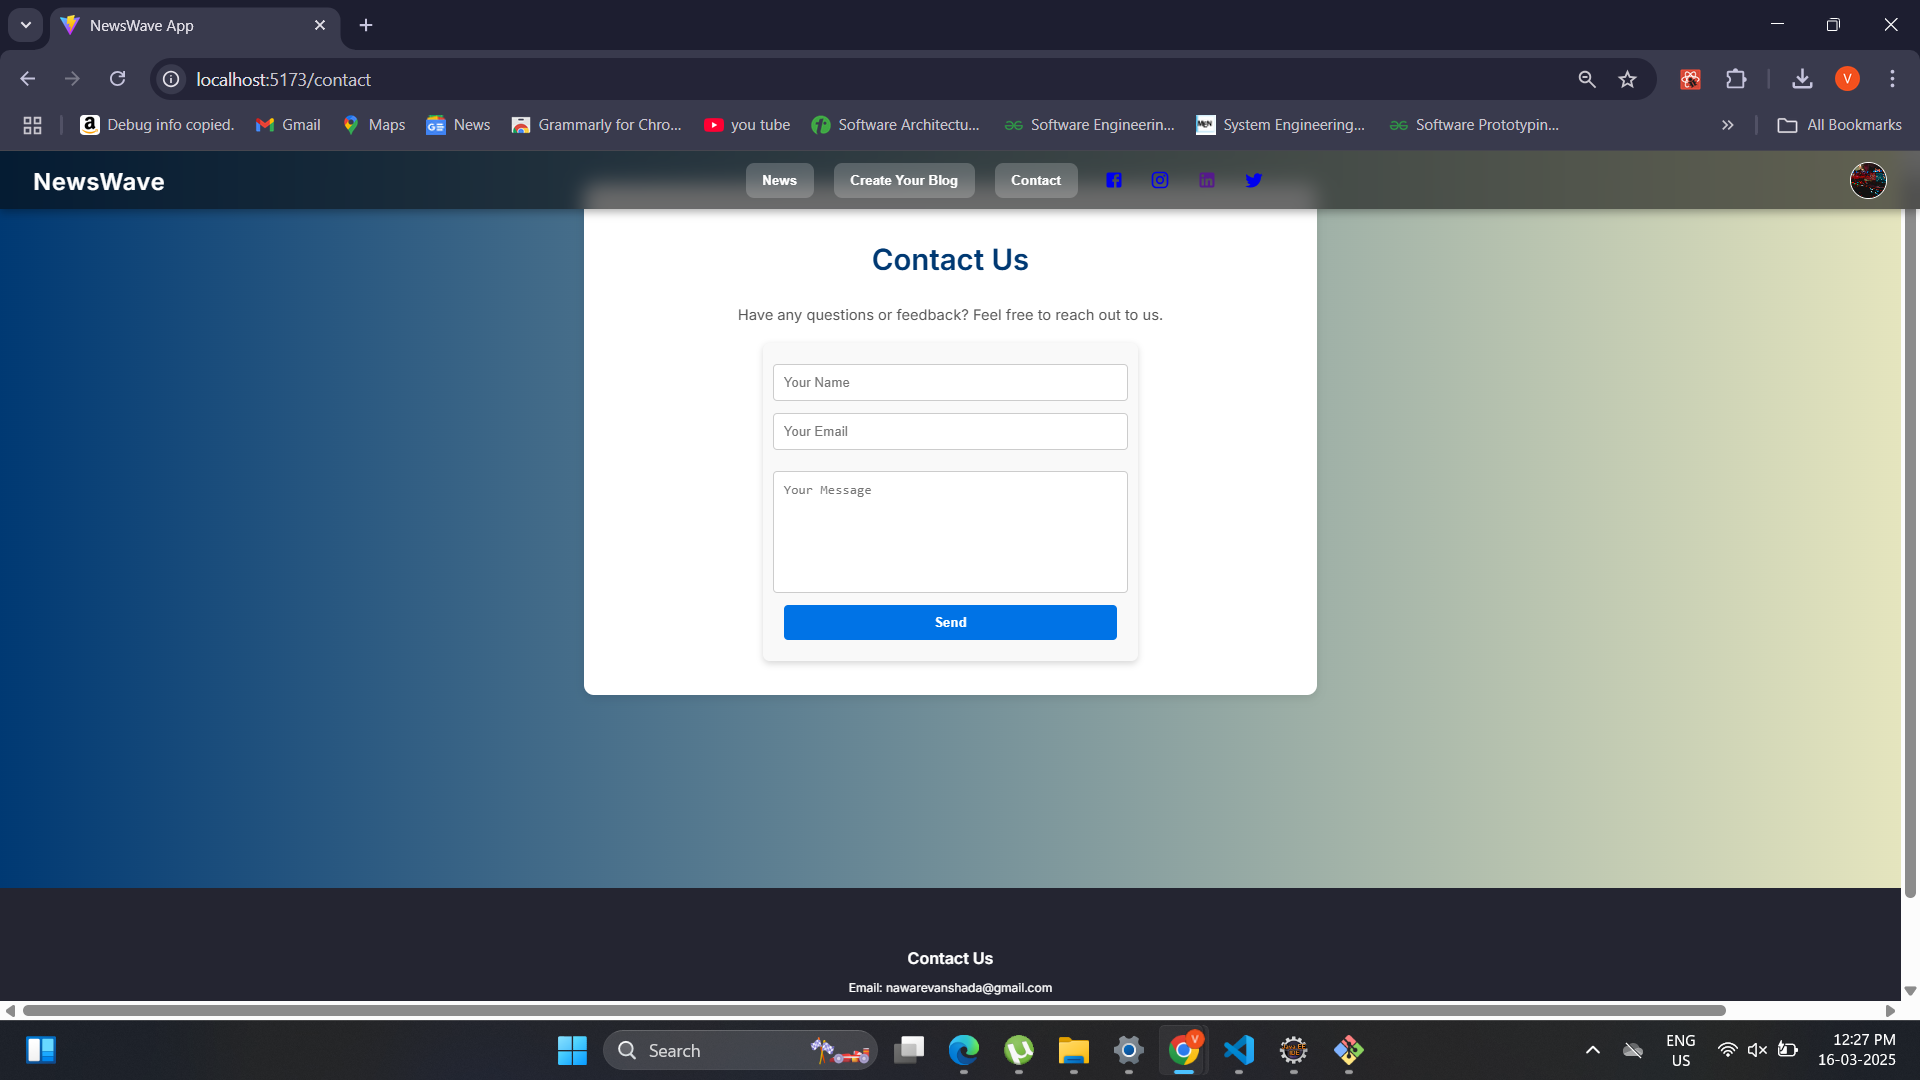 NewsWave App
localhost:5173/contact
V
Debug info copied.
Gmail
Maps
News
Grammarly for Chro...
you tube
Software Architectu...
Software Engineerin...
System Engineering...
Software Prototypin...
All Bookmarks
NewsWave
News
Create Your Blog
Contact
Contact Us
Have any questions or feedback? Feel free to reach out to us.
Your Name
Your Email
Your Message
Send
Contact Us
Email: nawarevanshada@gmail.com
Search
V
ENG
US
12:27 PM
16-03-2025